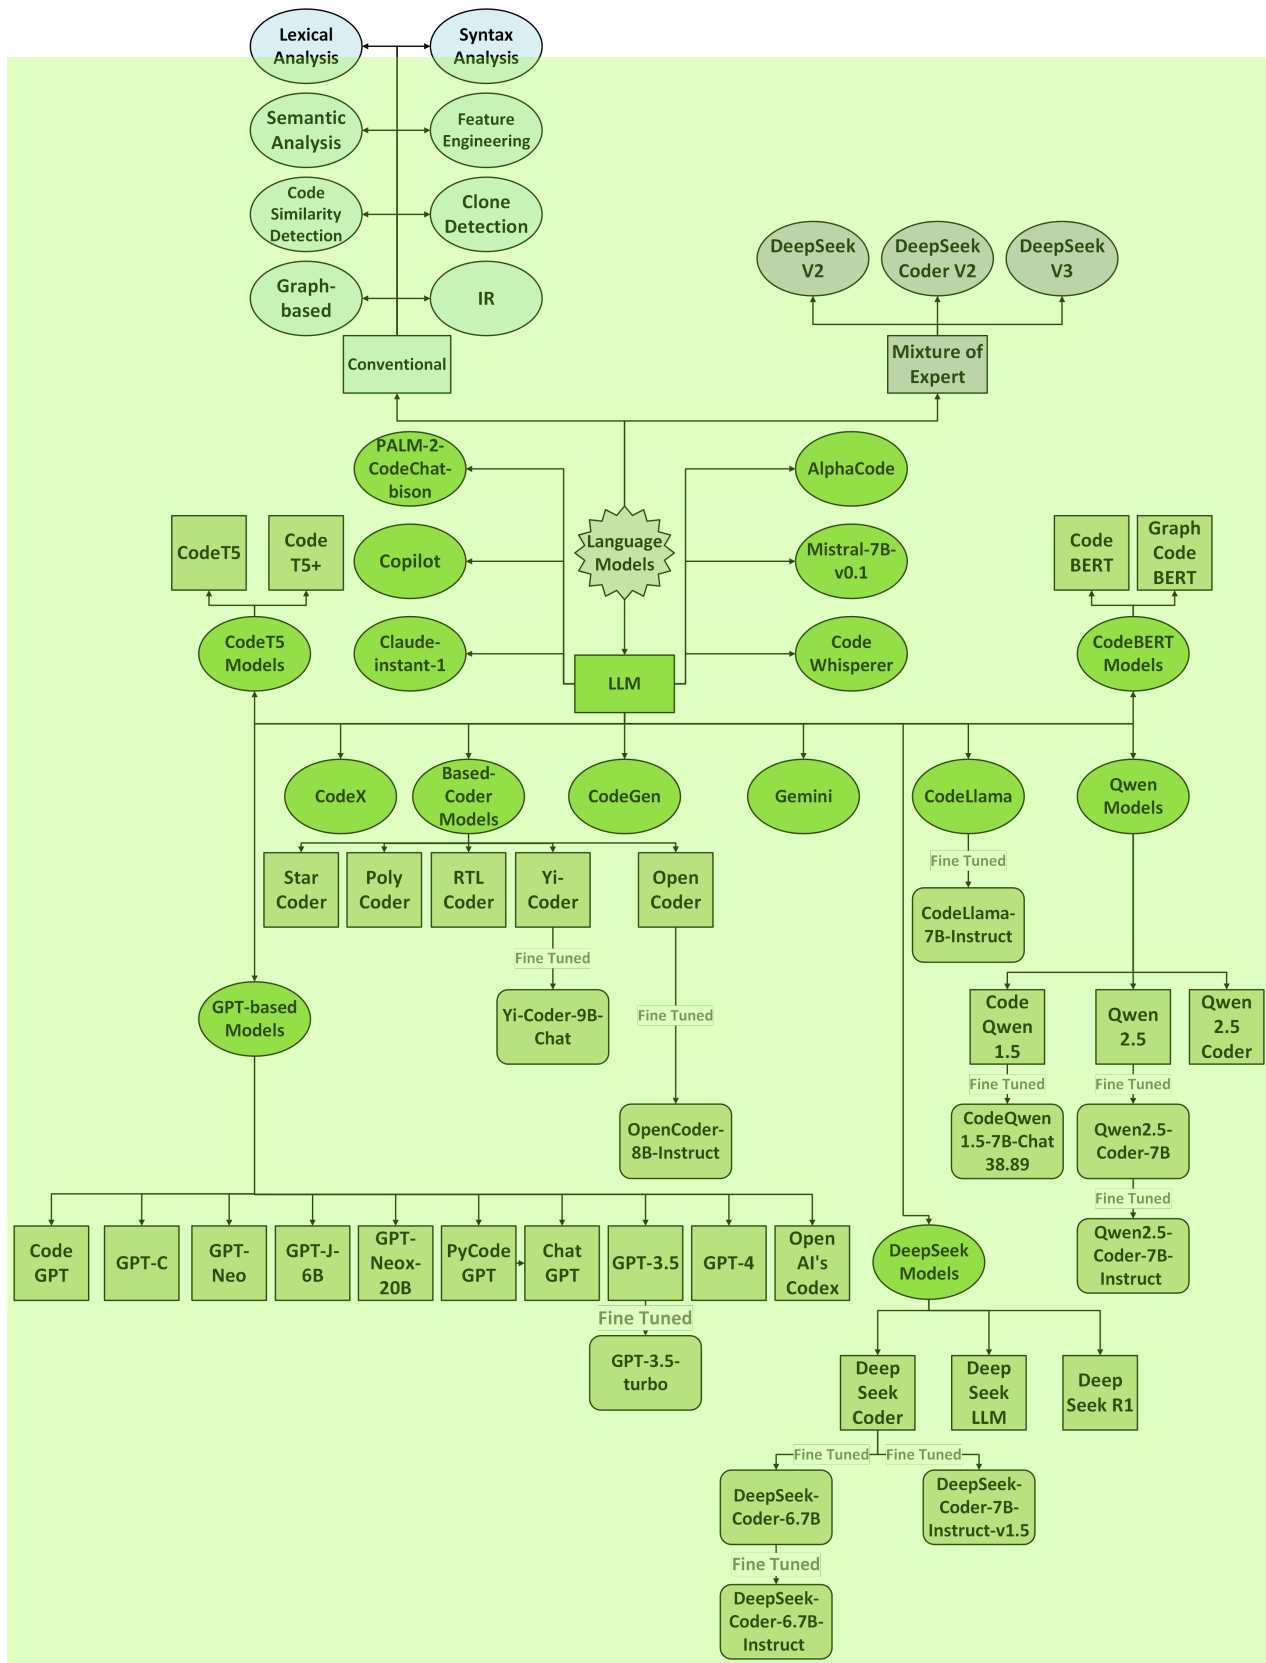 Lexical
Analysis
Syntax
Analysis
Semantic
Analysis
Feature
Engineering
Code
Similarity
Detection
Clone
Detection
Graph-
based
IR
Conventional
DeepSeek
V2
DeepSeek
Coder V2
DeepSeek
V3
Mixture of
Expert
PALM-2-
CodeChat-
bison
AlphaCode
Language
Models
Copilot
Mistral-7B-
v0.1
Claude-
instant-1
Code
Whisperer
LLM
CodeT5
Code
T5+
CodeT5
Models
Code
BERT
Graph
Code
BERT
CodeBERT
Models
CodeX
Based-
Coder
Models
CodeGen
Gemini
CodeLlama
Qwen
Models
Star
Coder
Poly
Coder
RTL
Coder
Yi-
Coder
Open
Coder
Fine Tuned
CodeLlama-
7B-Instruct
Fine Tuned
Yi-Coder-9B-
Chat
Fine Tuned
OpenCoder-
8B-Instruct
GPT-based
Models
Code
Qwen
1.5
Qwen
2.5
Qwen
2.5
Coder
Fine Tuned
Fine Tuned
CodeQwen
1.5-7B-Chat
38.89
Qwen2.5-
Coder-7B
Fine Tuned
Qwen2.5-
Coder-7B-
Instruct
Code
GPT
GPT-C
GPT-
Neo
GPT-J-
6B
GPT-
Neox-
20B
PyCode
GPT
Chat
GPT
GPT-3.5
GPT-4
Open
AI's
Codex
Fine Tuned
GPT-3.5-
turbo
DeepSeek
Models
Deep
Seek
Coder
Deep
Seek
LLM
Deep
Seek R1
Fine Tuned
Fine Tuned
DeepSeek-
Coder-6.7B
DeepSeek-
Coder-7B-
Instruct-v1.5
Fine Tuned
DeepSeek-
Coder-6.7B-
Instruct